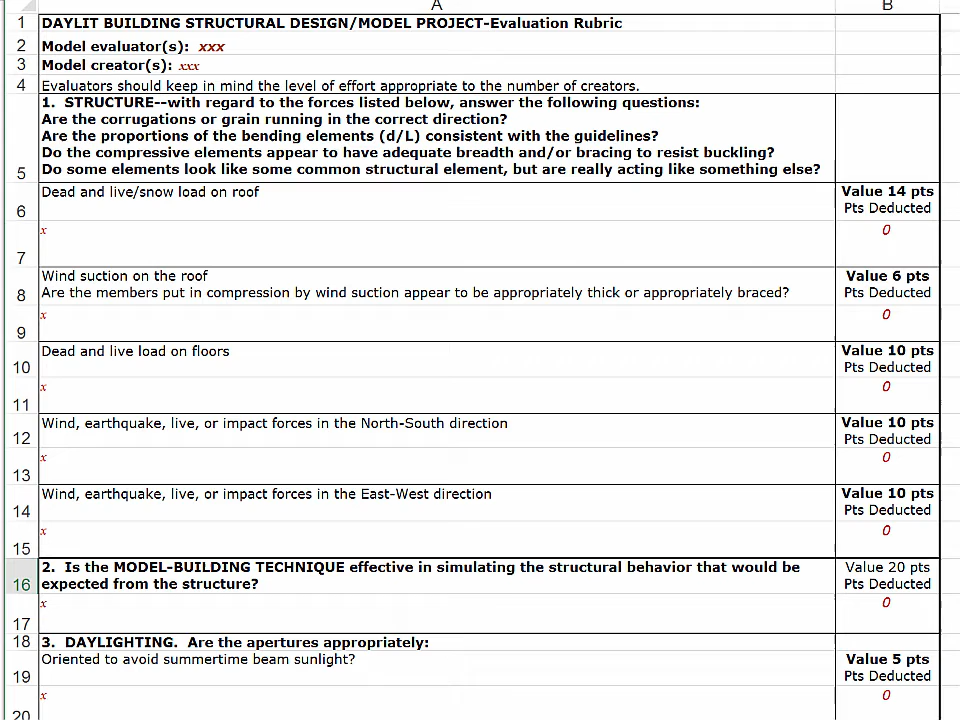 A B
1 DAYLIT BUILDING STRUCTURAL DESIGN/MODEL PROJECT-Evaluation Rubric
2 Model evaluator(s): xxx
3 Model creator(s): xxx
4 Evaluators should keep in mind the level of effort appropriate to the number of creators.
1. STRUCTURE--with regard to the forces listed below, answer the following questions:
Are the corrugations or grain running in the correct direction?
Are the proportions of the bending elements (d/L) consistent with the guidelines?
Do the compressive elements appear to have adequate breadth and/or bracing to resist buckling?
5 Do some elements look like some common structural element, but are really acting like something else?
Dead and live/snow load on roof Value 14 pts
6 Pts Deducted
x 0
7
Wind suction on the roof Value 6 pts
8 Are the members put in compression by wind suction appear to be appropriately thick or appropriately braced? Pts Deducted
x 0
9
Dead and live load on floors Value 10 pts
10 Pts Deducted
x 0
11
Wind, earthquake, live, or impact forces in the North-South direction Value 10 pts
12 Pts Deducted
x 0
13
Wind, earthquake, live, or impact forces in the East-West direction Value 10 pts
14 Pts Deducted
x 0
15
2. Is the MODEL-BUILDING TECHNIQUE effective in simulating the structural behavior that would be Value 20 pts
16 expected from the structure? Pts Deducted
x 0
17
18 3. DAYLIGHTING. Are the apertures appropriately:
Oriented to avoid summertime beam sunlight? Value 5 pts
19 Pts Deducted
x 0
20